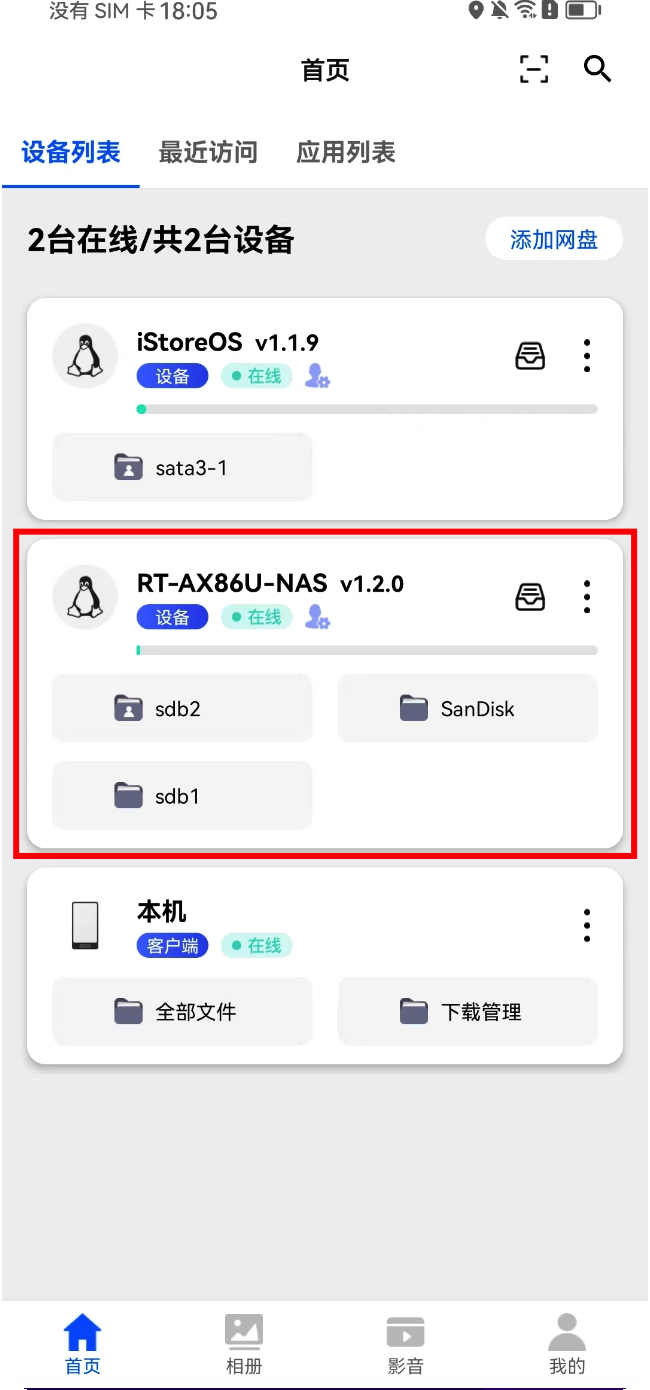 没有 SIM 卡 18:05
首页
设备列表 最近访问 应用列表
2台在线/共2台设备 添加网盘
iStoreOS v1.1.9
设备 在线
sata3-1
RT-AX86U-NAS v1.2.0
设备 在线
sdb2 SanDisk
sdb1
本机
客户端 在线
全部文件 下载管理
首页 相册 影音 我的